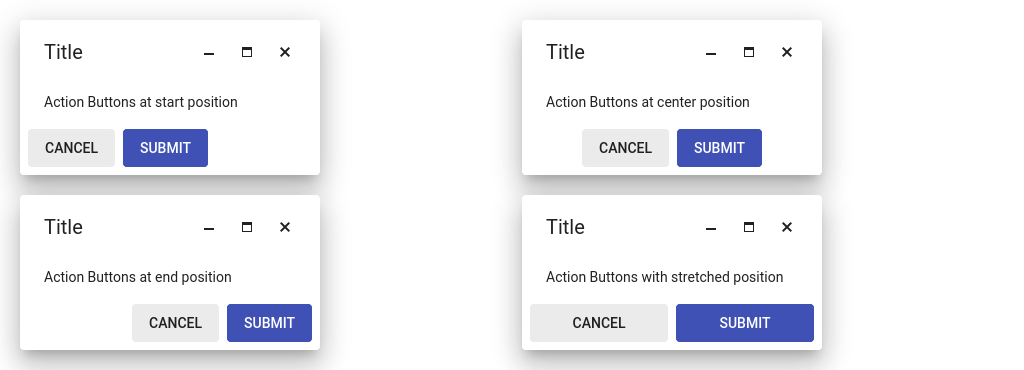 Title
Action Buttons at start position
CANCEL SUBMIT
Title
Action Buttons at center position
CANCEL SUBMIT
Title
Action Buttons at end position
CANCEL SUBMIT
Title
Action Buttons with stretched position
CANCEL SUBMIT